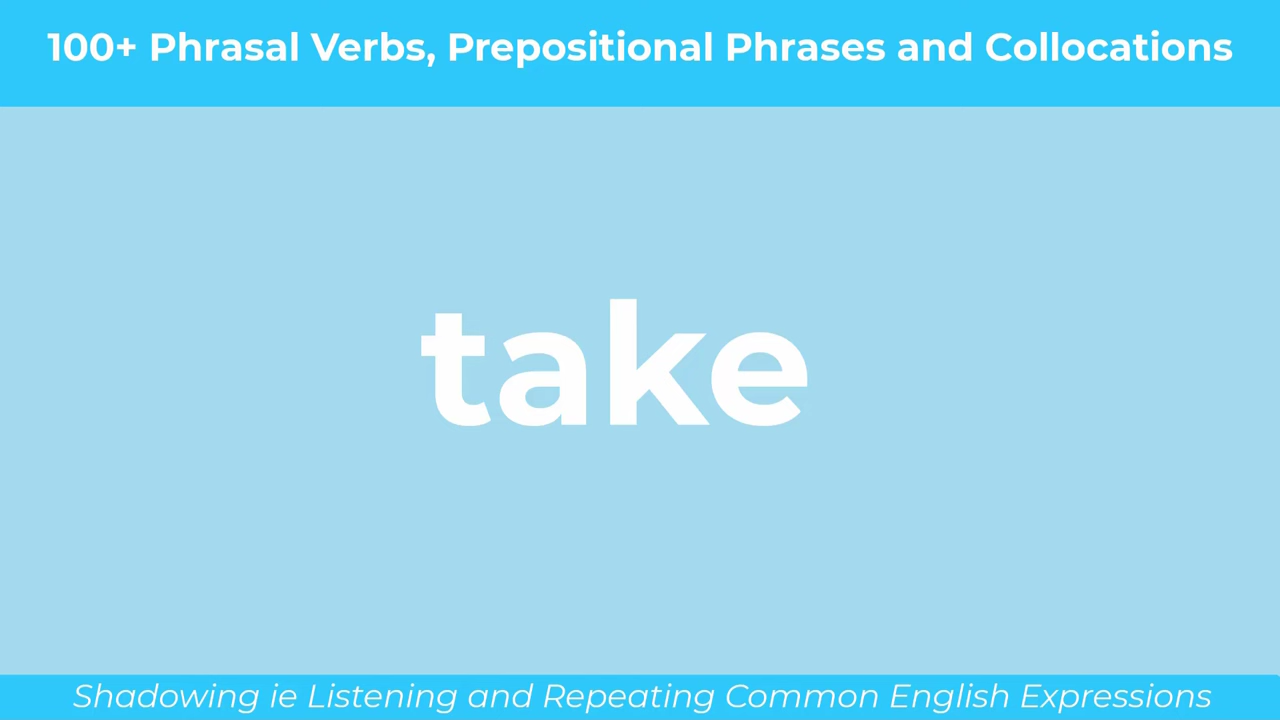 100+ Phrasal Verbs, Prepositional Phrases and Collocations
take
Shadowing ie Listening and Repeating Common English Expressions